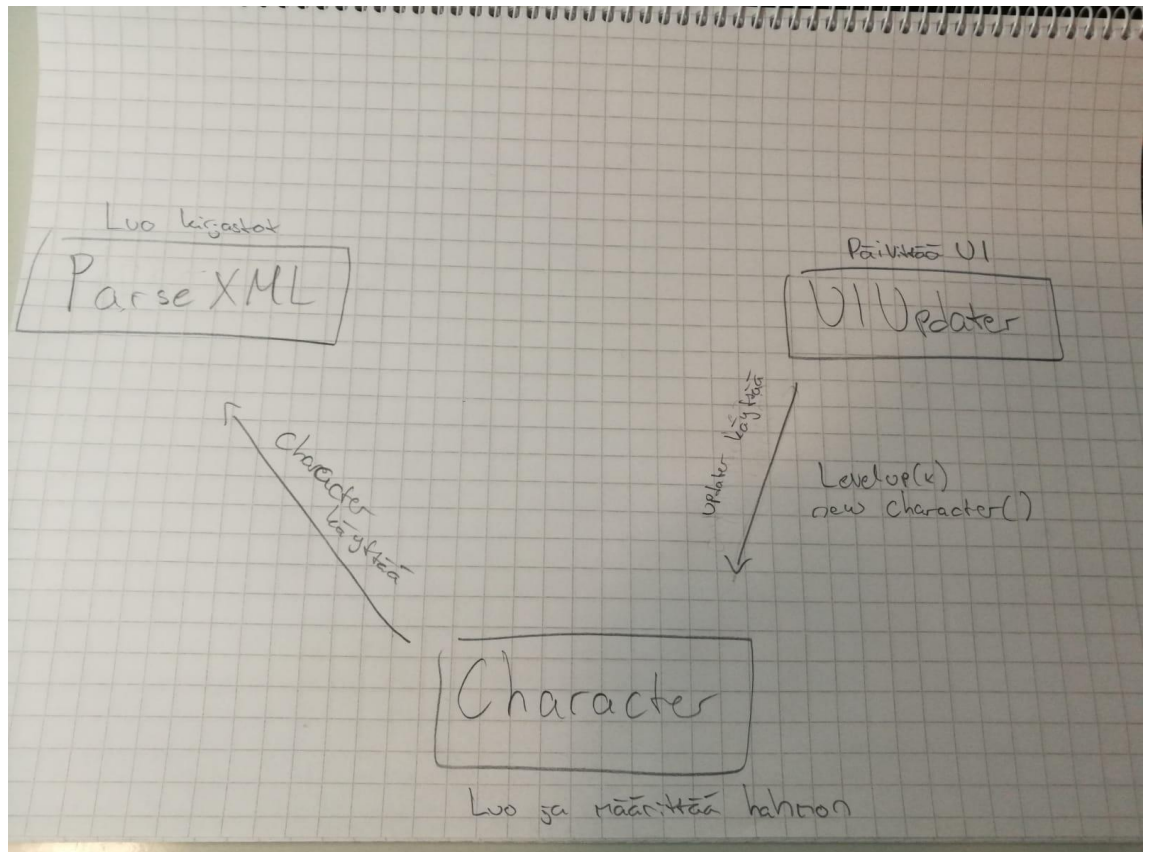 Luo kirjastot
ParseXML
Päivittää UI
UIUpdater
Character
käyttää
Updater käyttää
Levelup(x)
new character()
Character
Luo ja määrittää hahmon